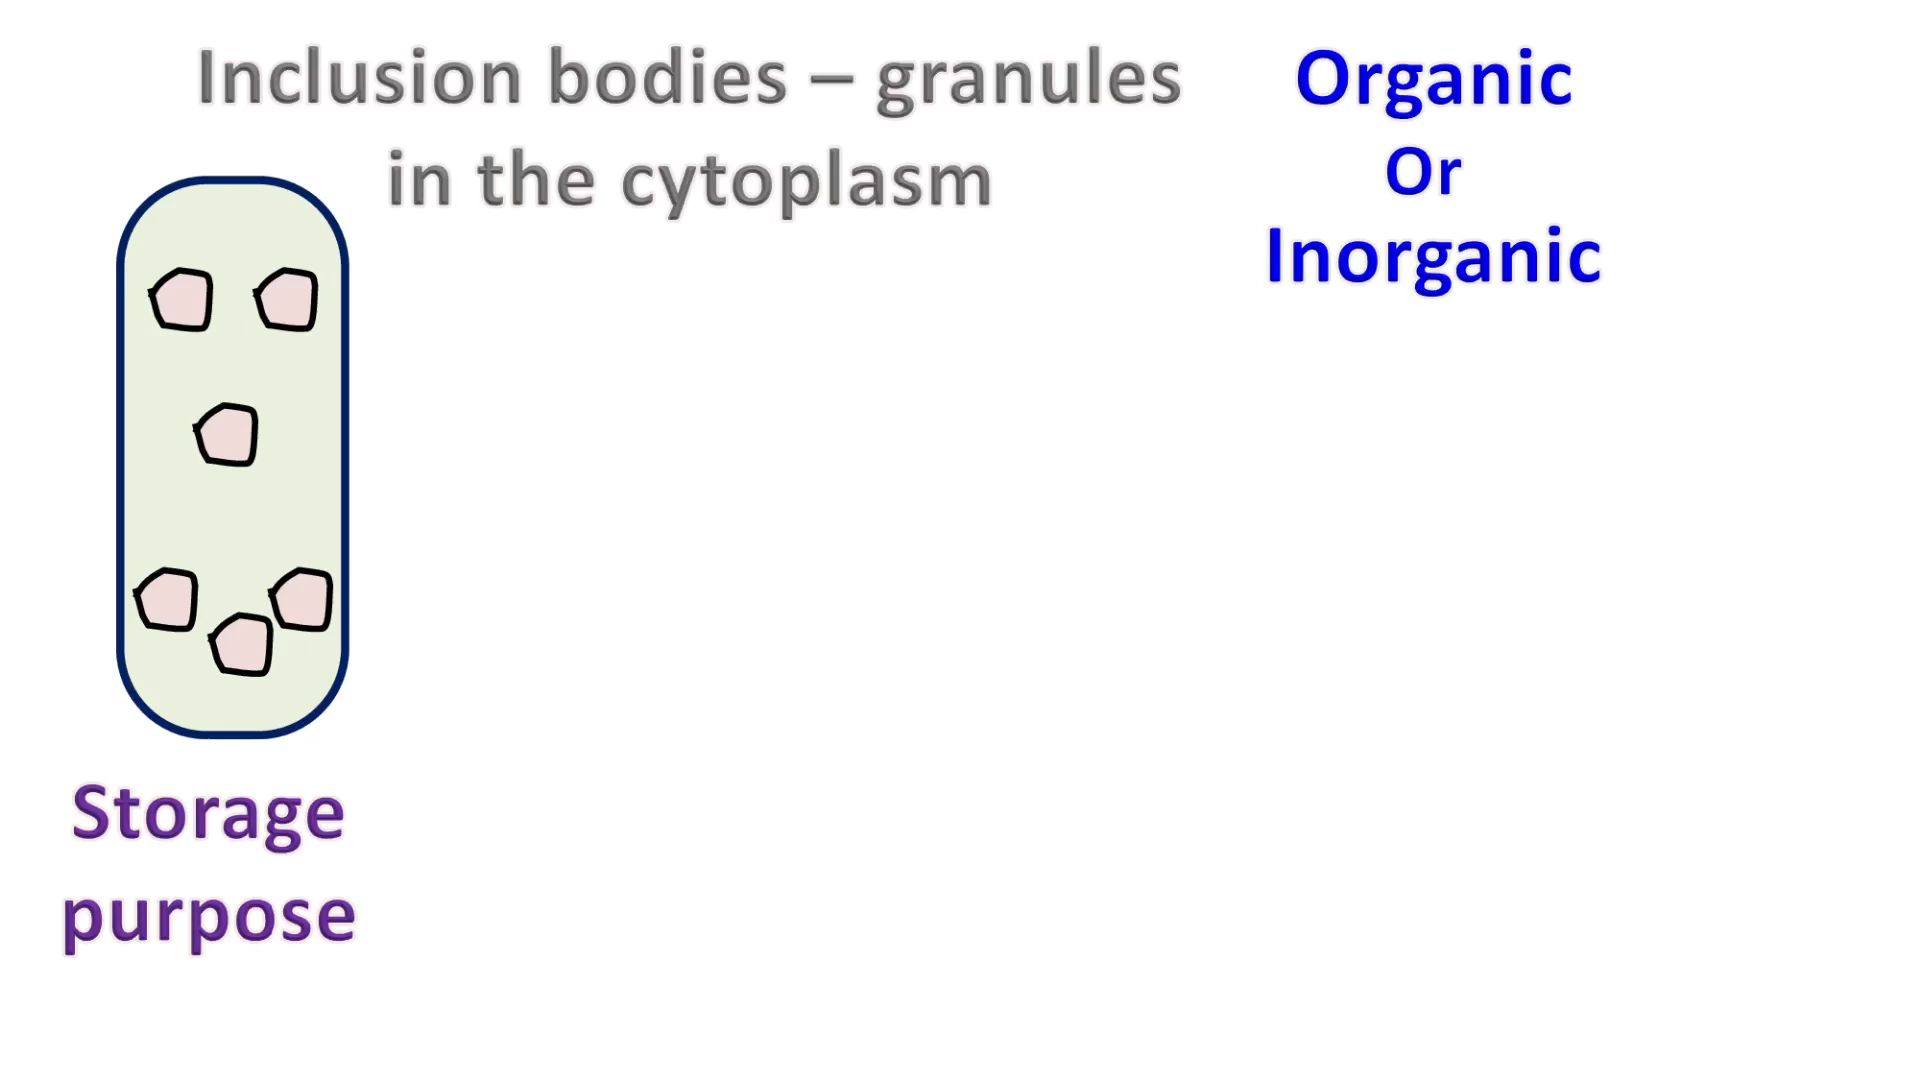 Inclusion bodies – granules
in the cytoplasm
Organic
Or
Inorganic
Storage
purpose